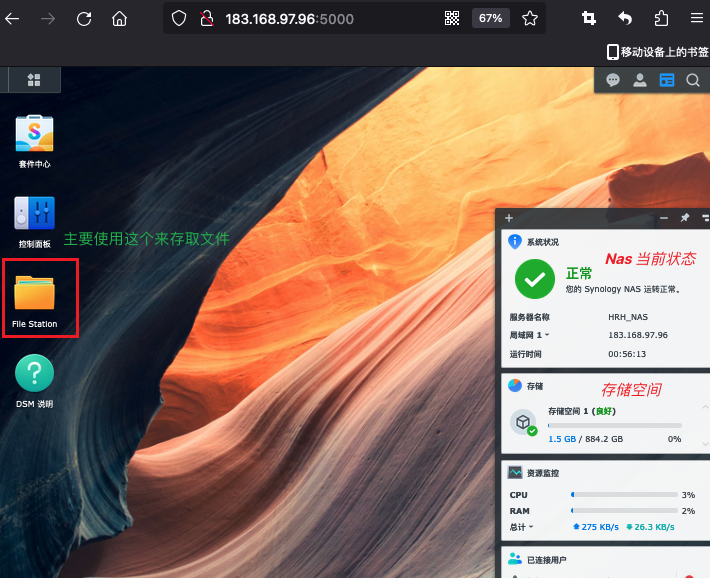 183.168.97.96:5000
67%
移动设备上的书签
套件中心
控制面板
主要使用这个来存取文件
File Station
DSM 说明
系统状况
Nas 当前状态
正常
您的 Synology NAS 运转正常。
服务器名称 HRH_NAS
局域网 1 183.168.97.96
运行时间 00:56:13
存储
存储空间
存储空间 1 (良好)
1.5 GB / 884.2 GB 0%
资源监控
CPU 3%
RAM 2%
总计 275 KB/s 26.3 KB/s
已连接用户